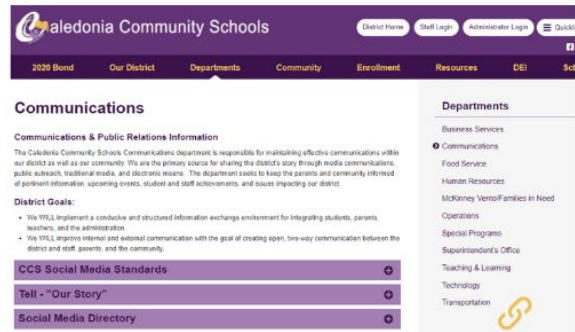 Caledonia Community Schools
District Home
Staff Login
Administrator Login
2020 Bond
Our District
Departments
Community
Enrollment
Resources
DEI
Communications
Communications & Public Relations Information
The Caledonia Community Schools Communications department is responsible for maintaining effective communications within
our district as well as our community. We are the primary source for sharing the district's story through media communications,
public outreach, traditional media, and electronic means. The department seeks to keep the parents and community informed
of pertinent information, upcoming events, student and staff achievements, and issues impacting our district
District Goals:
• We WILL implement a conducive and structured information exchange environment for integrating students, parents,
teachers, and the administration.
• We WILL improve internal and external communication with the goal of creating open, two-way communication between the
district and staff, parents, and the community.
CCS Social Media Standards
Tell - "Our Story"
Social Media Directory
Departments
Business Services
Communications
Food Service
Human Resources
McKinney Vento/Families in Need
Operations
Special Programs
Superintendent's Office
Teaching & Learning
Technology
Transportation